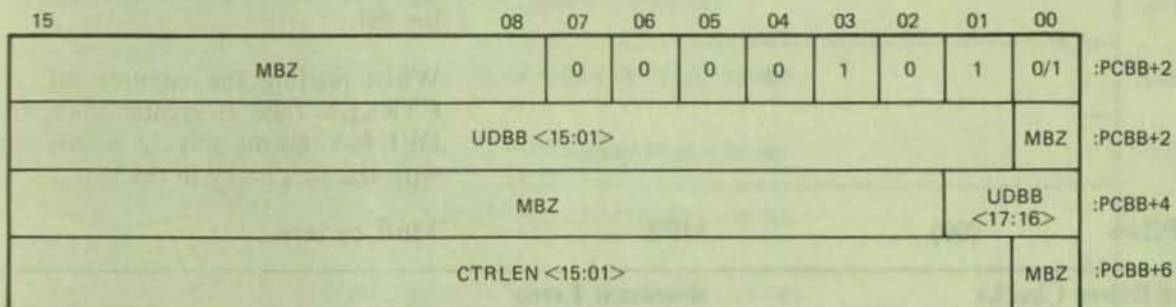 15 08 07 06 05 04 03 02 01 00
MBZ 0 0 0 0 1 0 1 0/1 :PCBB+2
UDBB <15:01> MBZ :PCBB+2
MBZ UDBB <17:16> :PCBB+4
CTRLEN <15:01> MBZ :PCBB+6